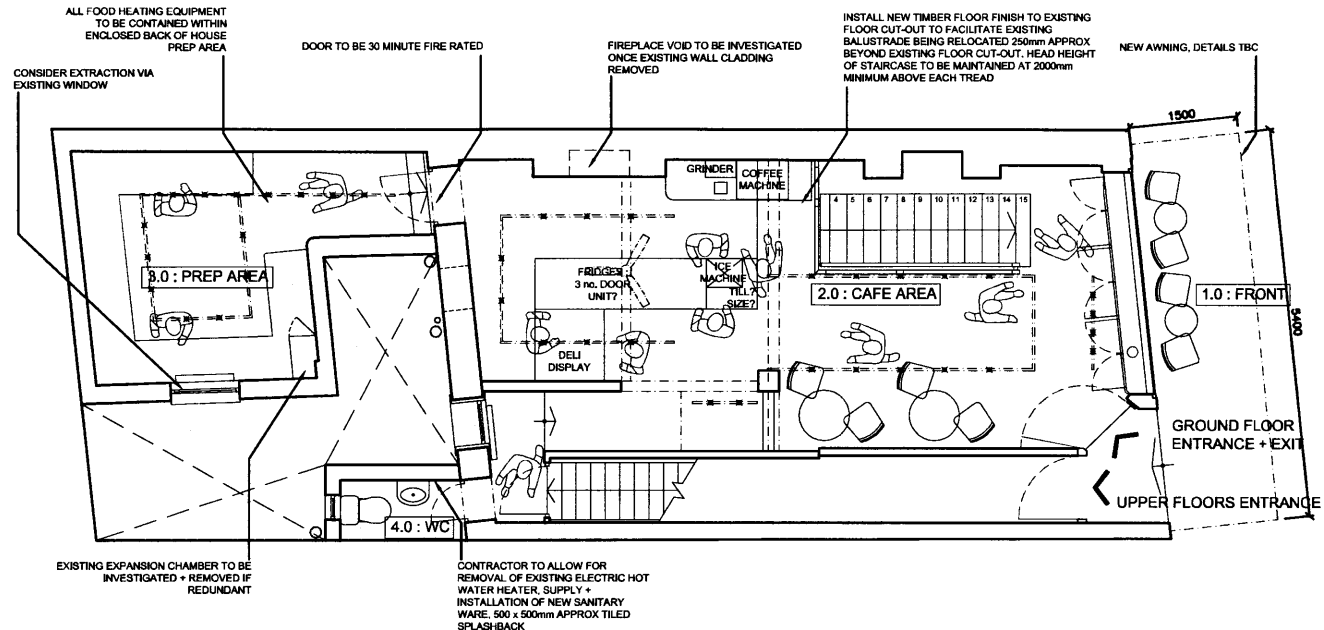 ALL FOOD HEATING EQUIPMENT
TO BE CONTAINED WITHIN
ENCLOSED BACK OF HOUSE
PREP AREA
CONSIDER EXTRACTION VIA
EXISTING WINDOW
DOOR TO BE 30 MINUTE FIRE RATED
FIREPLACE VOID TO BE INVESTIGATED
ONCE EXISTING WALL CLADDING
REMOVED
INSTALL NEW TIMBER FLOOR FINISH TO EXISTING
FLOOR CUT-OUT TO FACILITATE EXISTING
BALUSTRADE BEING RELOCATED 250mm APPROX
BEYOND EXISTING FLOOR CUT-OUT. HEAD HEIGHT
OF STAIRCASE TO BE MAINTAINED AT 2000mm
MINIMUM ABOVE EACH TREAD
NEW AWNING, DETAILS TBC
1500
GRINDER
COFFEE
MACHINE
4 5 6 7 8 9 10 11 12 13 14 15
3.0 : PREP AREA
FRIDGES
3 no. DOOR
UNIT?
ICE
MACHINE
TILL?
SIZE?
2.0 : CAFE AREA
1.0 : FRONT
5400
DELI
DISPLAY
GROUND FLOOR
ENTRANCE + EXIT
UPPER FLOORS ENTRANCE
4.0 : WC
EXISTING EXPANSION CHAMBER TO BE
INVESTIGATED + REMOVED IF
REDUNDANT
CONTRACTOR TO ALLOW FOR
REMOVAL OF EXISTING ELECTRIC HOT
WATER HEATER, SUPPLY +
INSTALLATION OF NEW SANITARY
WARE, 500 x 500mm APPROX TILED
SPLASHBACK